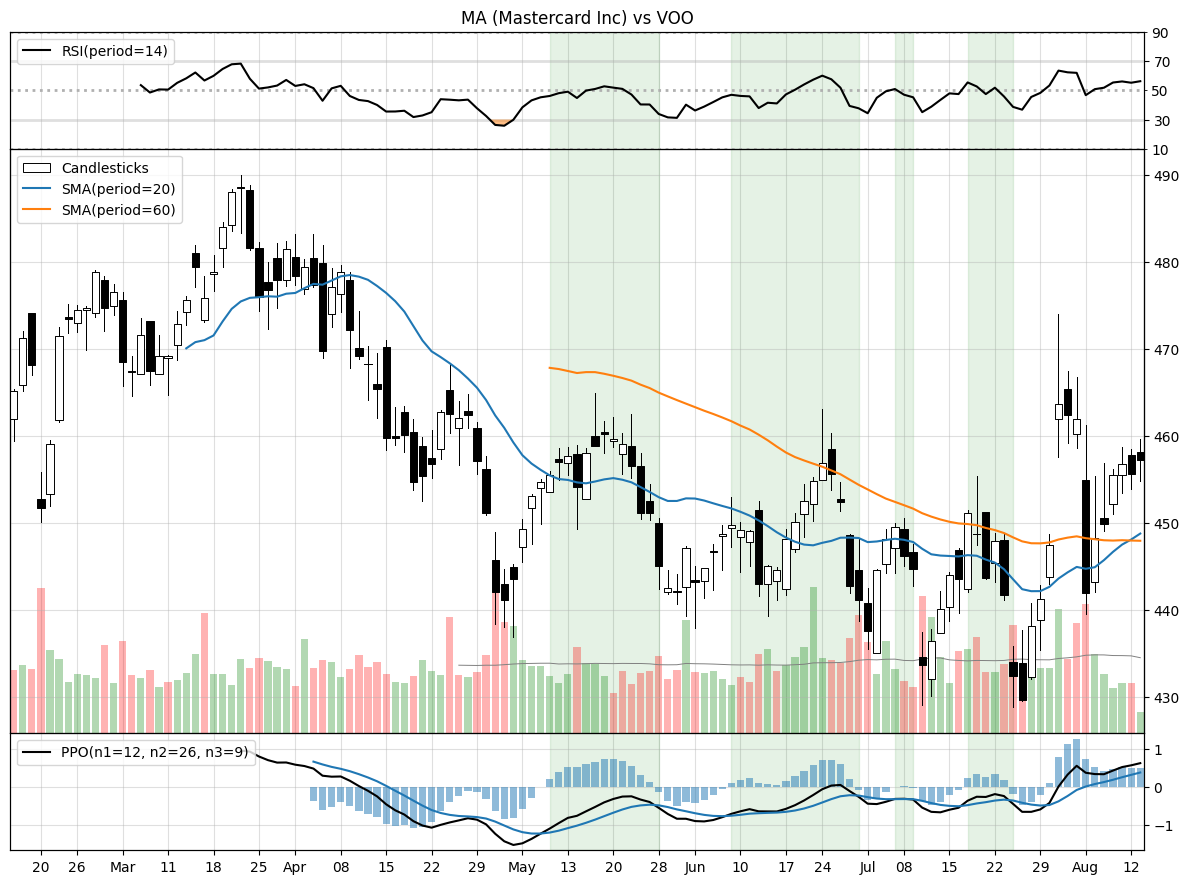 MA (Mastercard Inc) vs VOO
RSI(period=14)
90
70
50
30
10
Candlesticks
SMA(period=20)
SMA(period=60)
490
480
470
460
450
440
430
PPO(n1=12, n2=26, n3=9)
1
0
−1
20 26 Mar 11 18 25 Apr 08 15 22 29 May 13 20 28 Jun 10 17 24 Jul 08 15 22 29 Aug 12